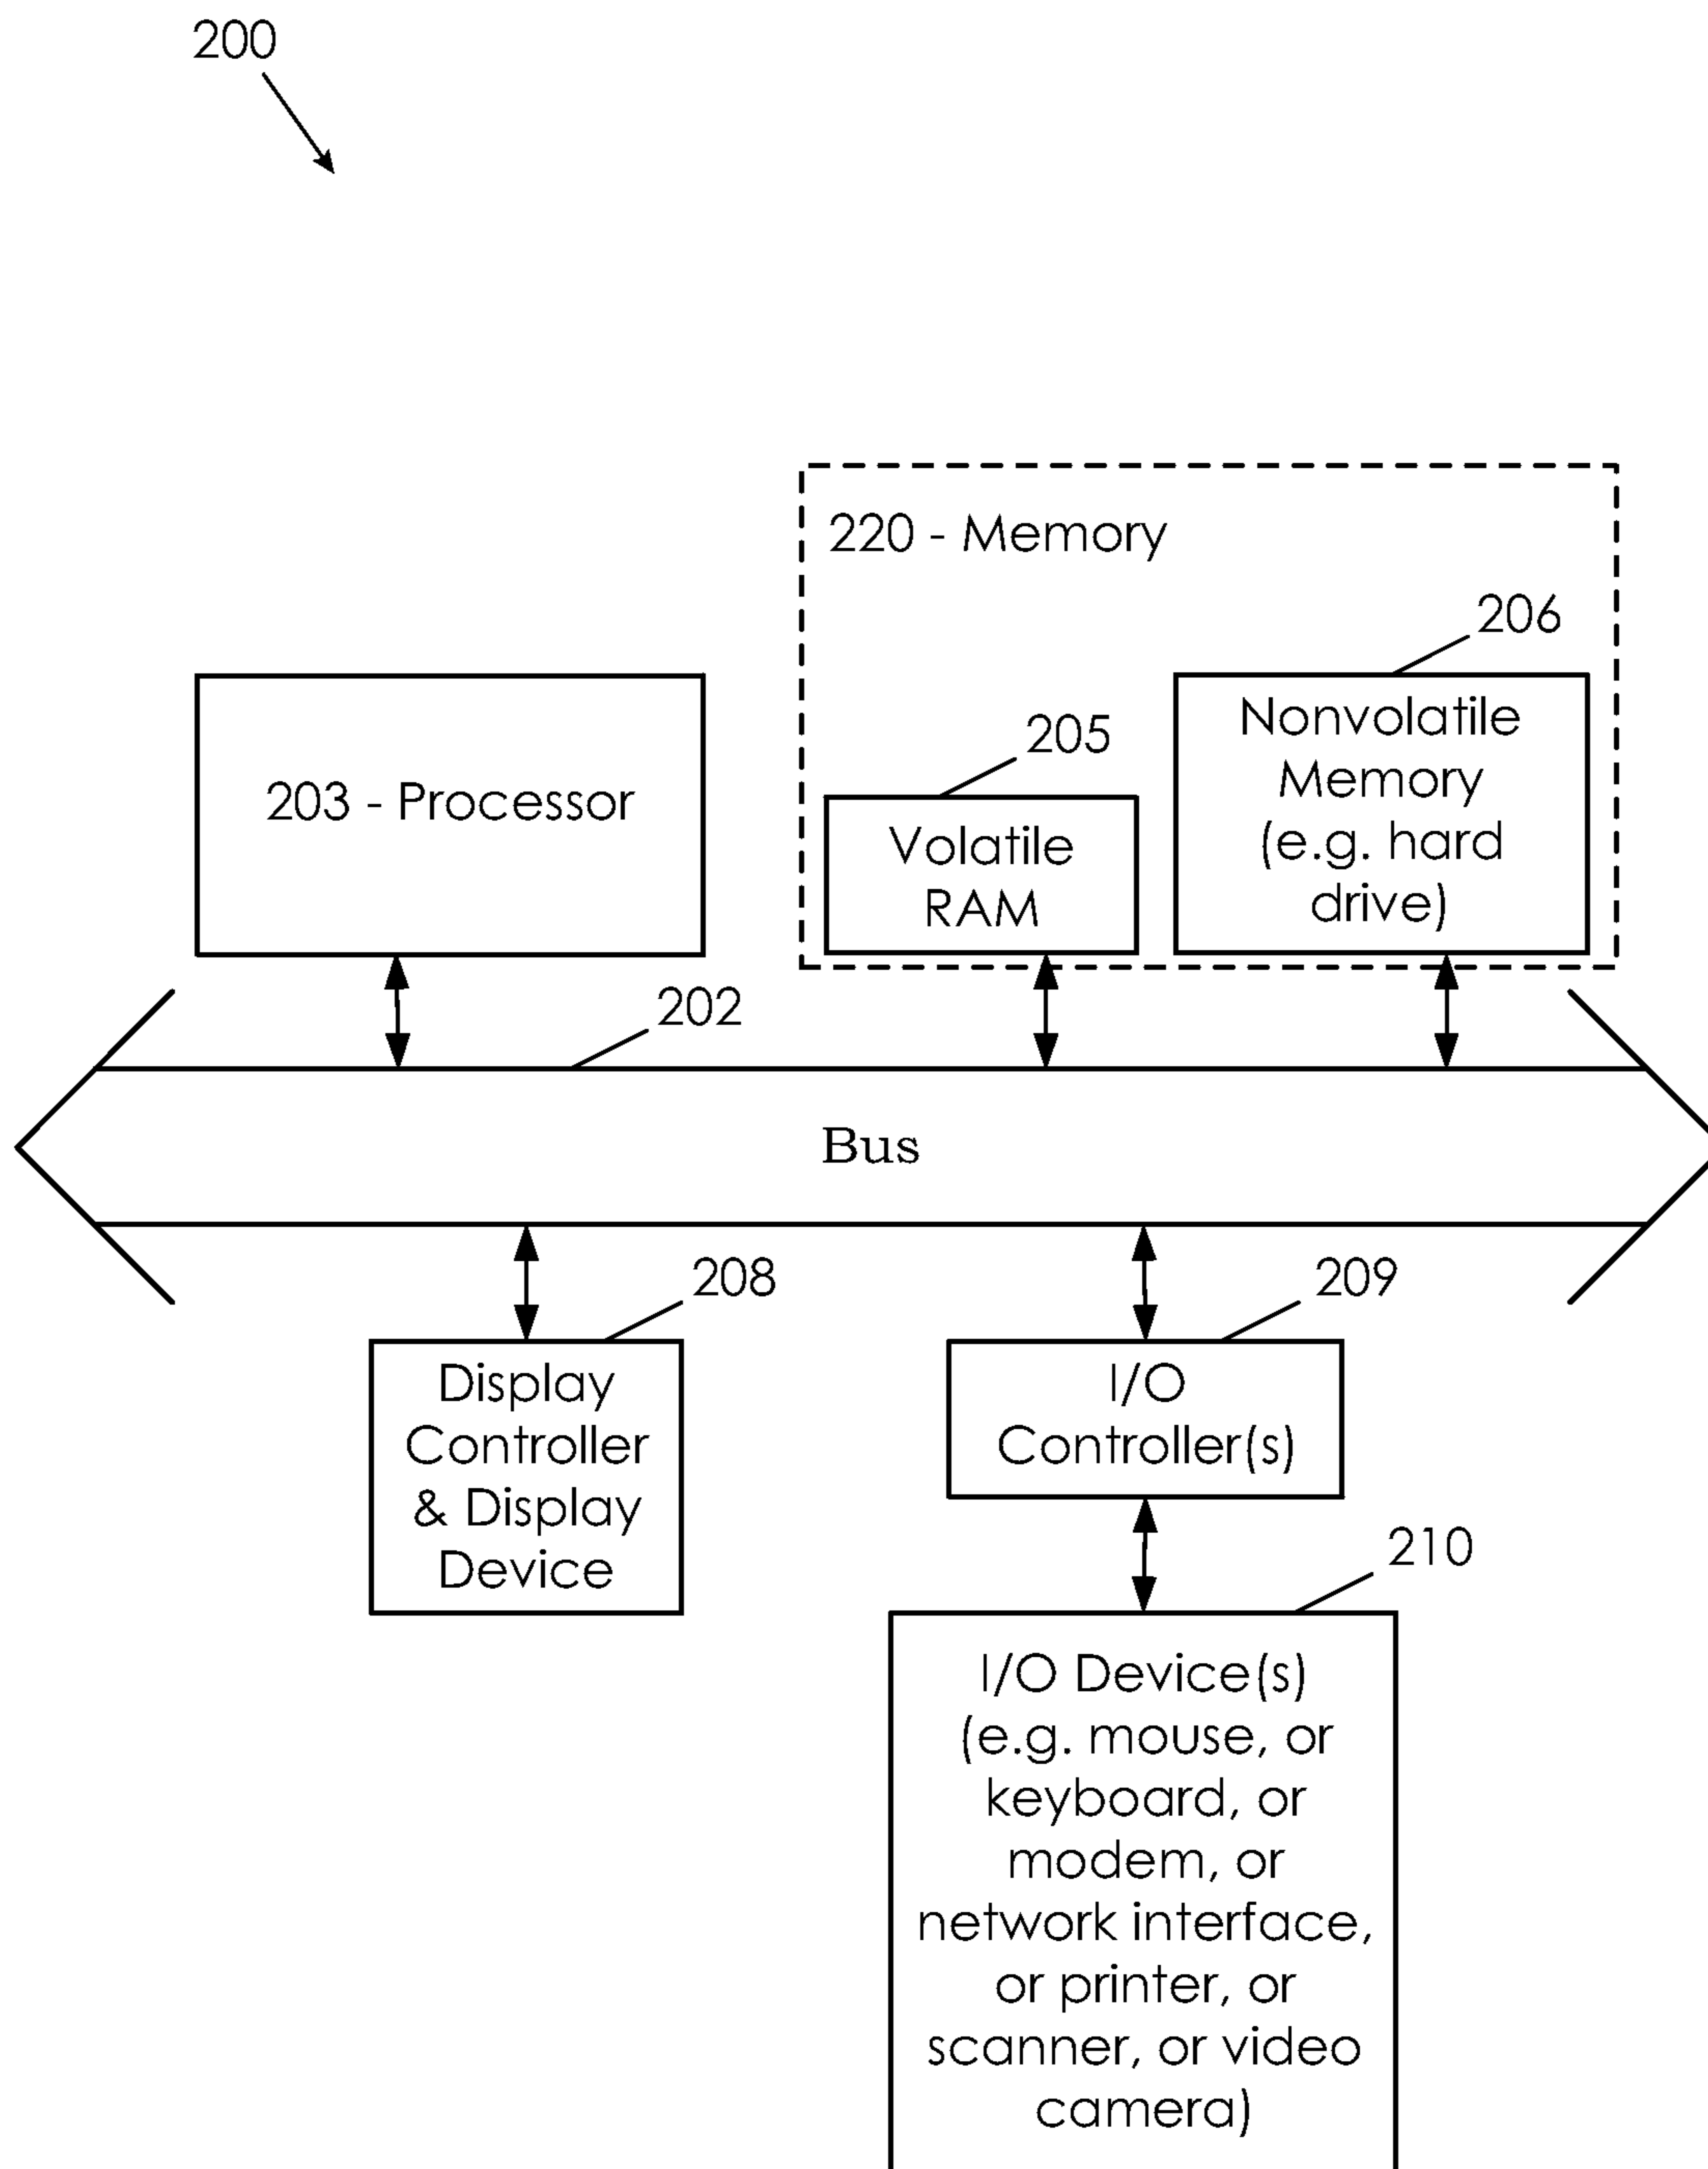 200
220 - Memory
206
Nonvolatile
Memory
(e.g. hard
drive)
205
Volatile
RAM
203 - Processor
202
Bus
208
Display
Controller
& Display
Device
209
I/O
Controller(s)
210
I/O Device(s)
(e.g. mouse, or
keyboard, or
modem, or
network interface,
or printer, or
scanner, or video
camera)